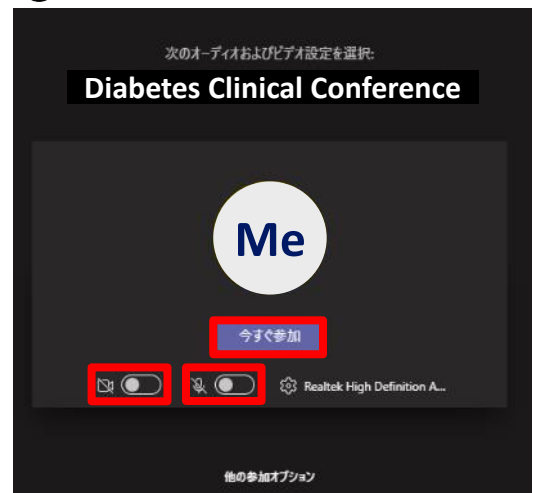 次のオーディオおよびビデオ設定を選択:
Diabetes Clinical Conference
Me
今すぐ参加
Realtek High Definition A...
他の参加オプション